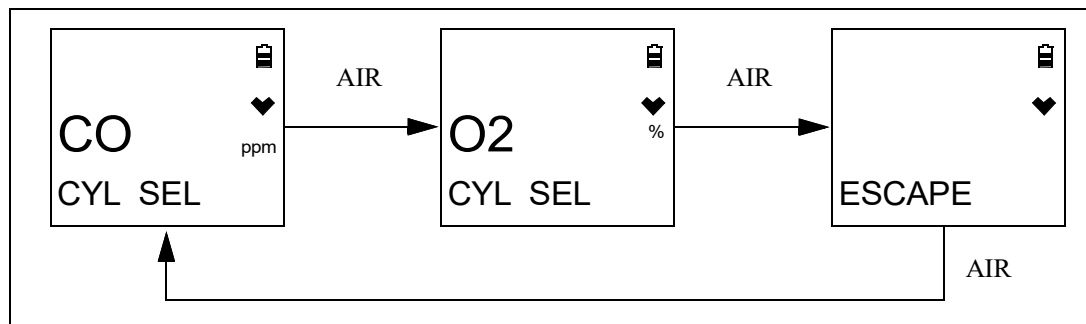 CO
ppm
CYL SEL
AIR
O2
%
CYL SEL
AIR
ESCAPE
AIR